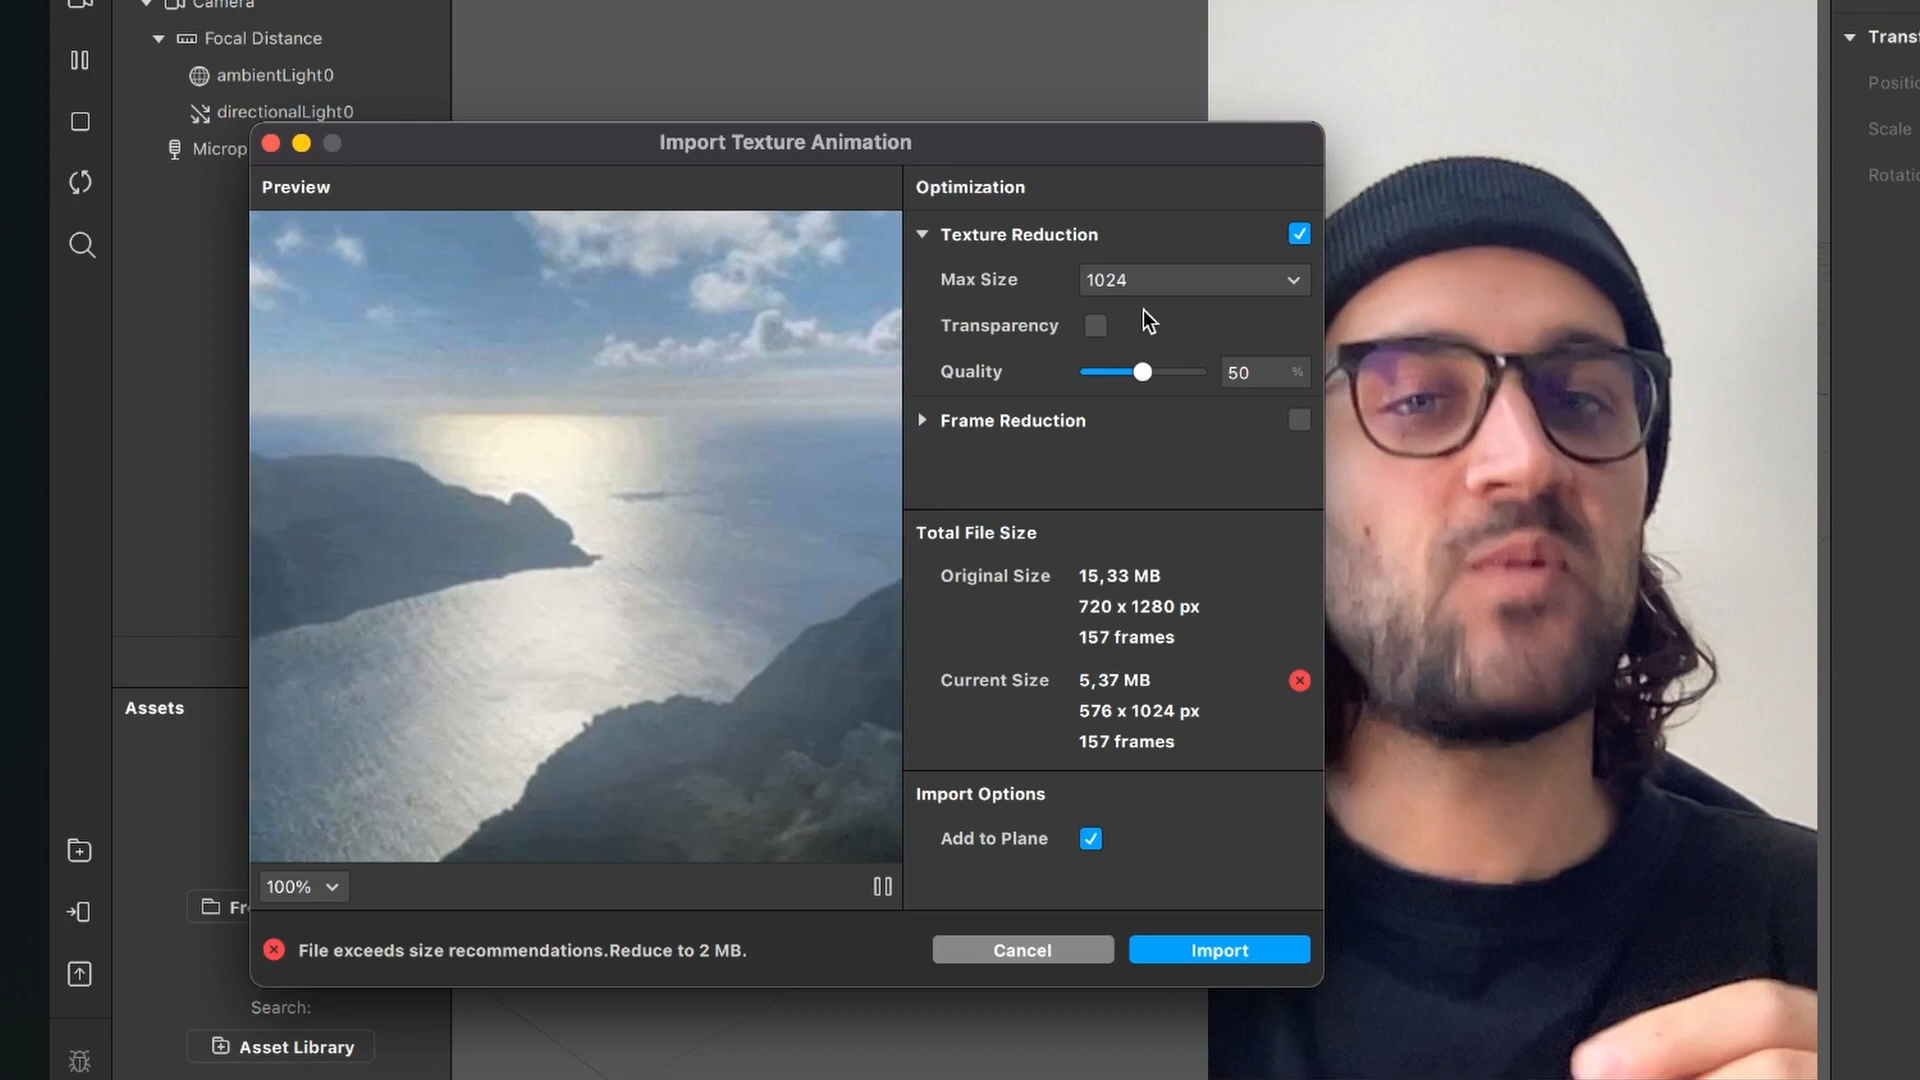 Camera
Focal Distance
ambientLight0
directionalLight0
Microp
Import Texture Animation
Preview
Optimization
Texture Reduction
Max Size 1024
Transparency
Quality 50 %
Frame Reduction
Total File Size
Original Size 15,33 MB
720 x 1280 px
157 frames
Current Size 5,37 MB
576 x 1024 px
157 frames
Import Options
Add to Plane
100%
File exceeds size recommendations.Reduce to 2 MB.
Cancel
Import
Assets
Fr
Search:
Asset Library
Transf
Positio
Scale
Rotatio